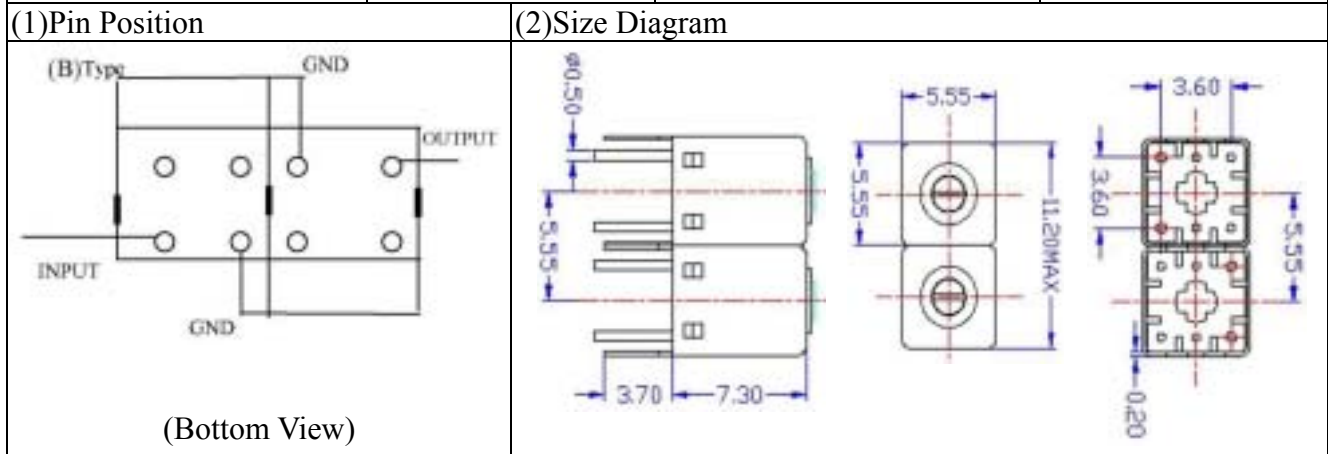 (1)Pin Position
(2)Size Diagram
(B)Type
GND
OUTPUT
INPUT
GND
(Bottom View)
ø0.50
5.55
3.70
7.30
5.55
5.55
11.20MAX
3.60
3.60
5.55
0.20